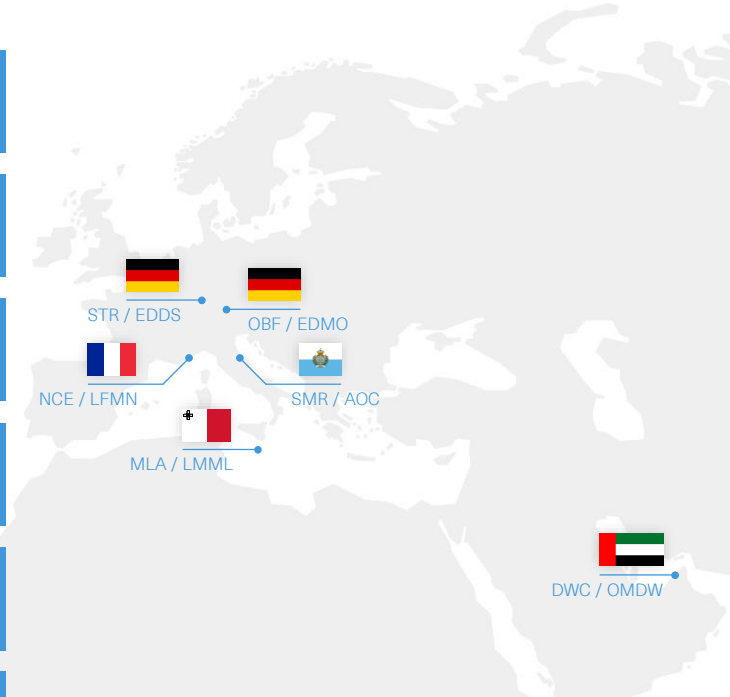 STR / EDDS
OBF / EDMO
NCE / LFMN
SMR / AOC
MLA / LMML
DWC / OMDW